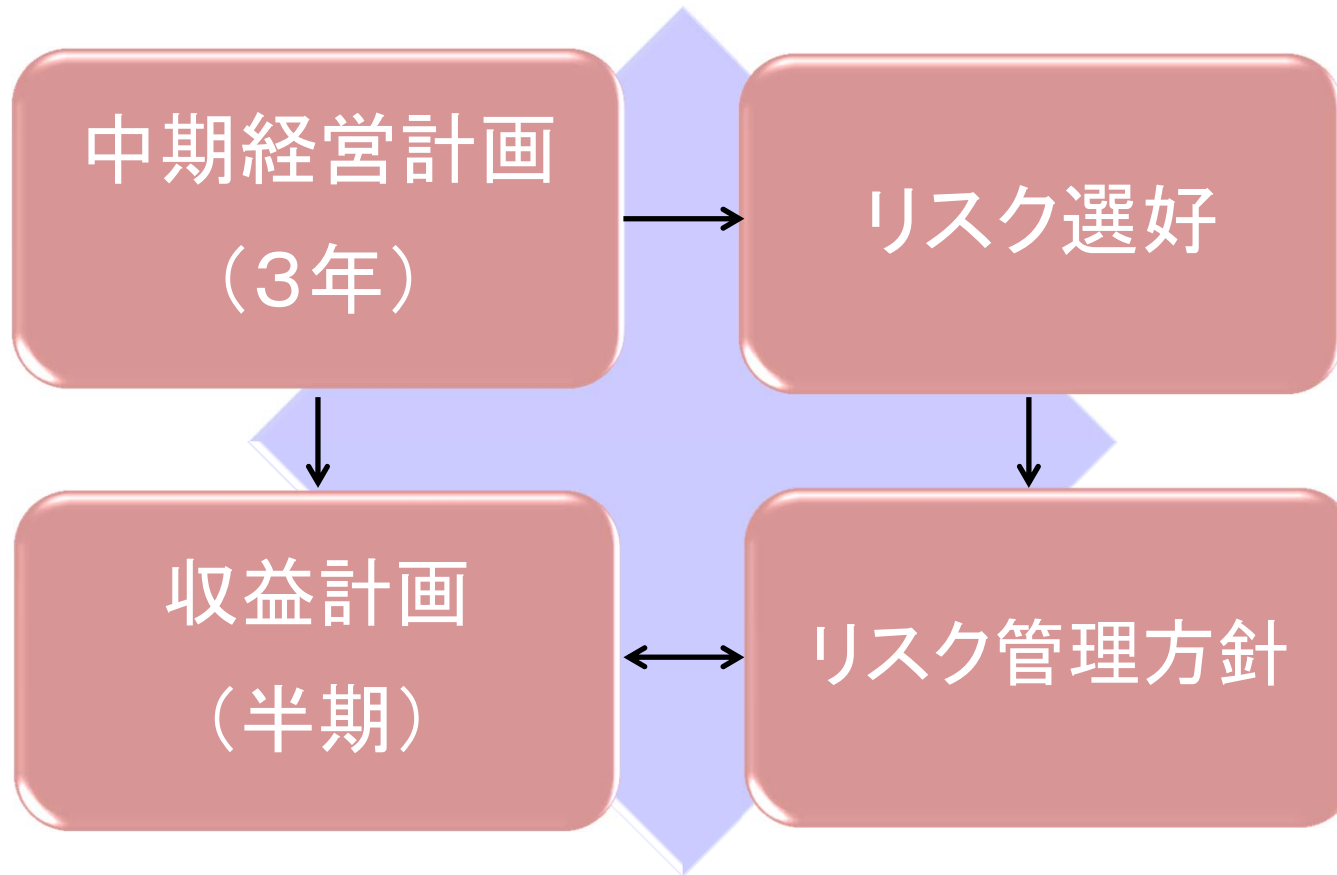 中期経営計画
（３年）
リスク選好
収益計画
（半期）
リスク管理方針